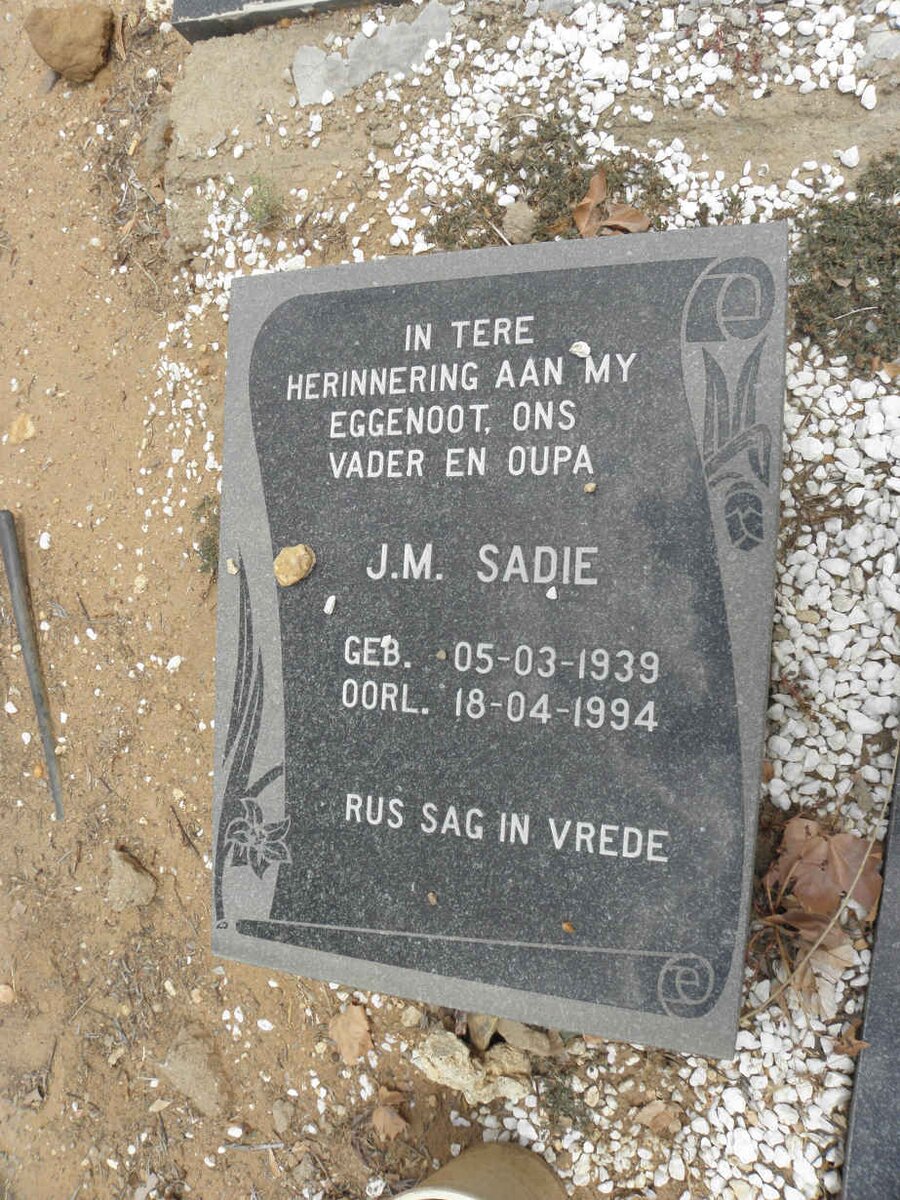 IN TERE
HERINNERING AAN MY
EGGENOOT, ONS
VADER EN OUPA
J.M. SADIE
GEB. 05-03-1939
OORL. 18-04-1994
RUS SAG IN VREDE